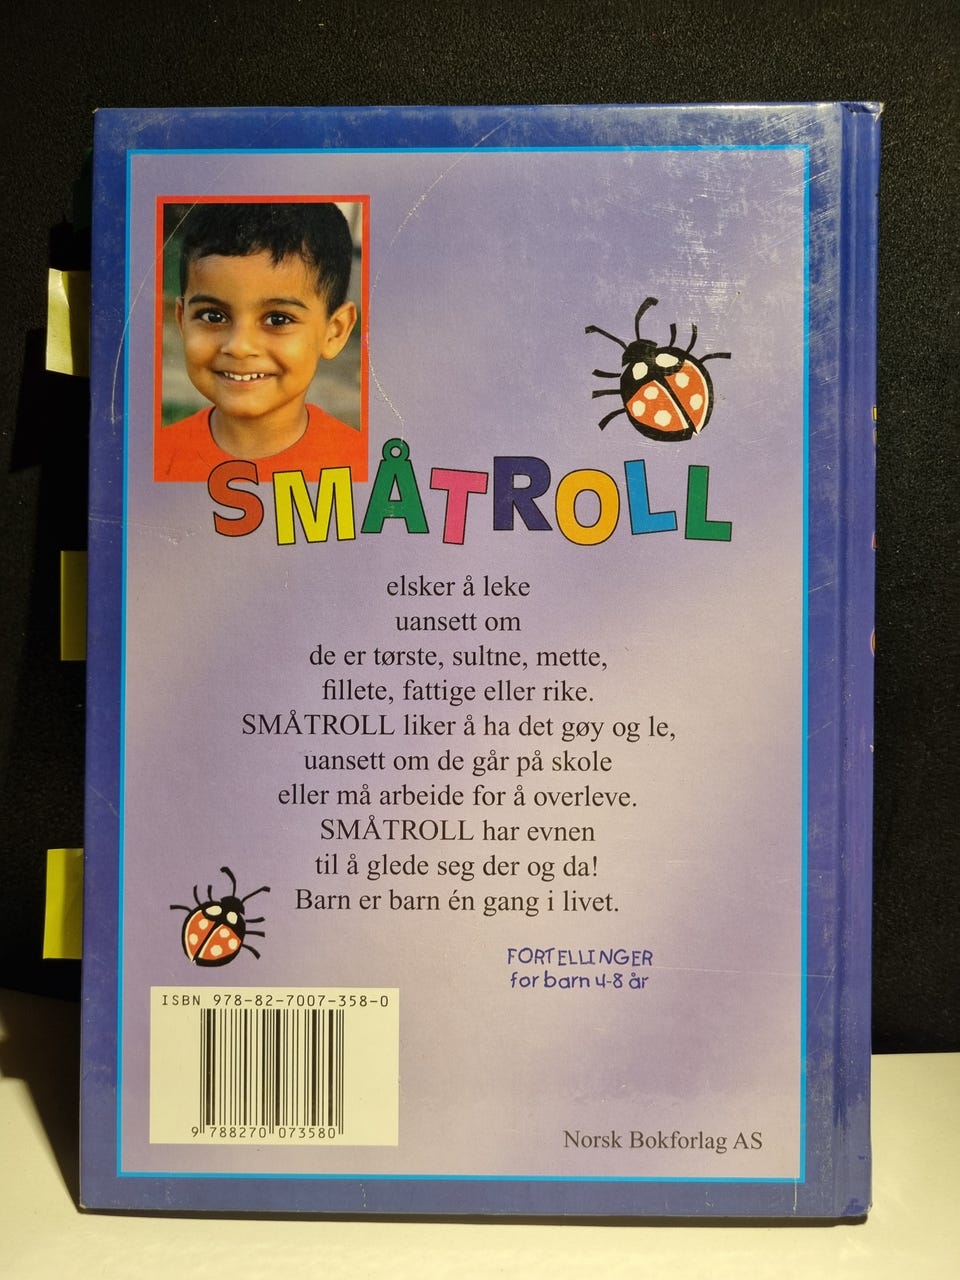 SMÅTROLL
elsker å leke
uansett om
de er tørste, sultne, mette,
fillete, fattige eller rike.
SMÅTROLL liker å ha det gøy og le,
uansett om de går på skole
eller må arbeide for å overleve.
SMÅTROLL har evnen
til å glede seg der og da!
Barn er barn én gang i livet.
FORTELLINGER
for barn 4-8 år
ISBN 978-82-7007-358-0
9 788270 073580
Norsk Bokforlag AS